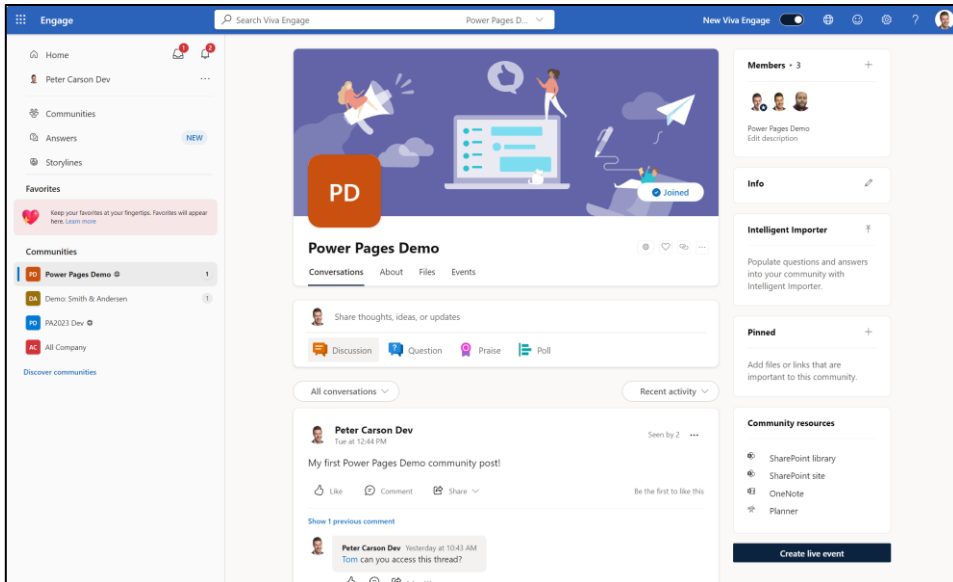 Engage
Search Viva Engage
Power Pages D...
New Viva Engage
?
Home
1
2
Peter Carson Dev
...
Communities
Answers
NEW
Storylines
Favorites
Keep your favorites at your fingertips. Favorites will appear
here. Learn more
Communities
PD Power Pages Demo 1
DA Demo: Smith & Andersen 1
PD PA2023 Dev
AC All Company
Discover communities
PD
Joined
Power Pages Demo
...
Conversations About Files Events
Share thoughts, ideas, or updates
Discussion Question Praise Poll
All conversations
Recent activity
Peter Carson Dev
Tue at 12:44 PM
Seen by 2 ...
My first Power Pages Demo community post!
Like Comment Share
Be the first to like this
Show 1 previous comment
Peter Carson Dev Yesterday at 10:43 AM
Tom can you access this thread?
Members • 3
+
Power Pages Demo
Edit description
Info
Intelligent Importer
Populate questions and answers
into your community with
Intelligent Importer.
Pinned
+
Add files or links that are
important to this community.
Community resources
SharePoint library
SharePoint site
OneNote
Planner
Create live event